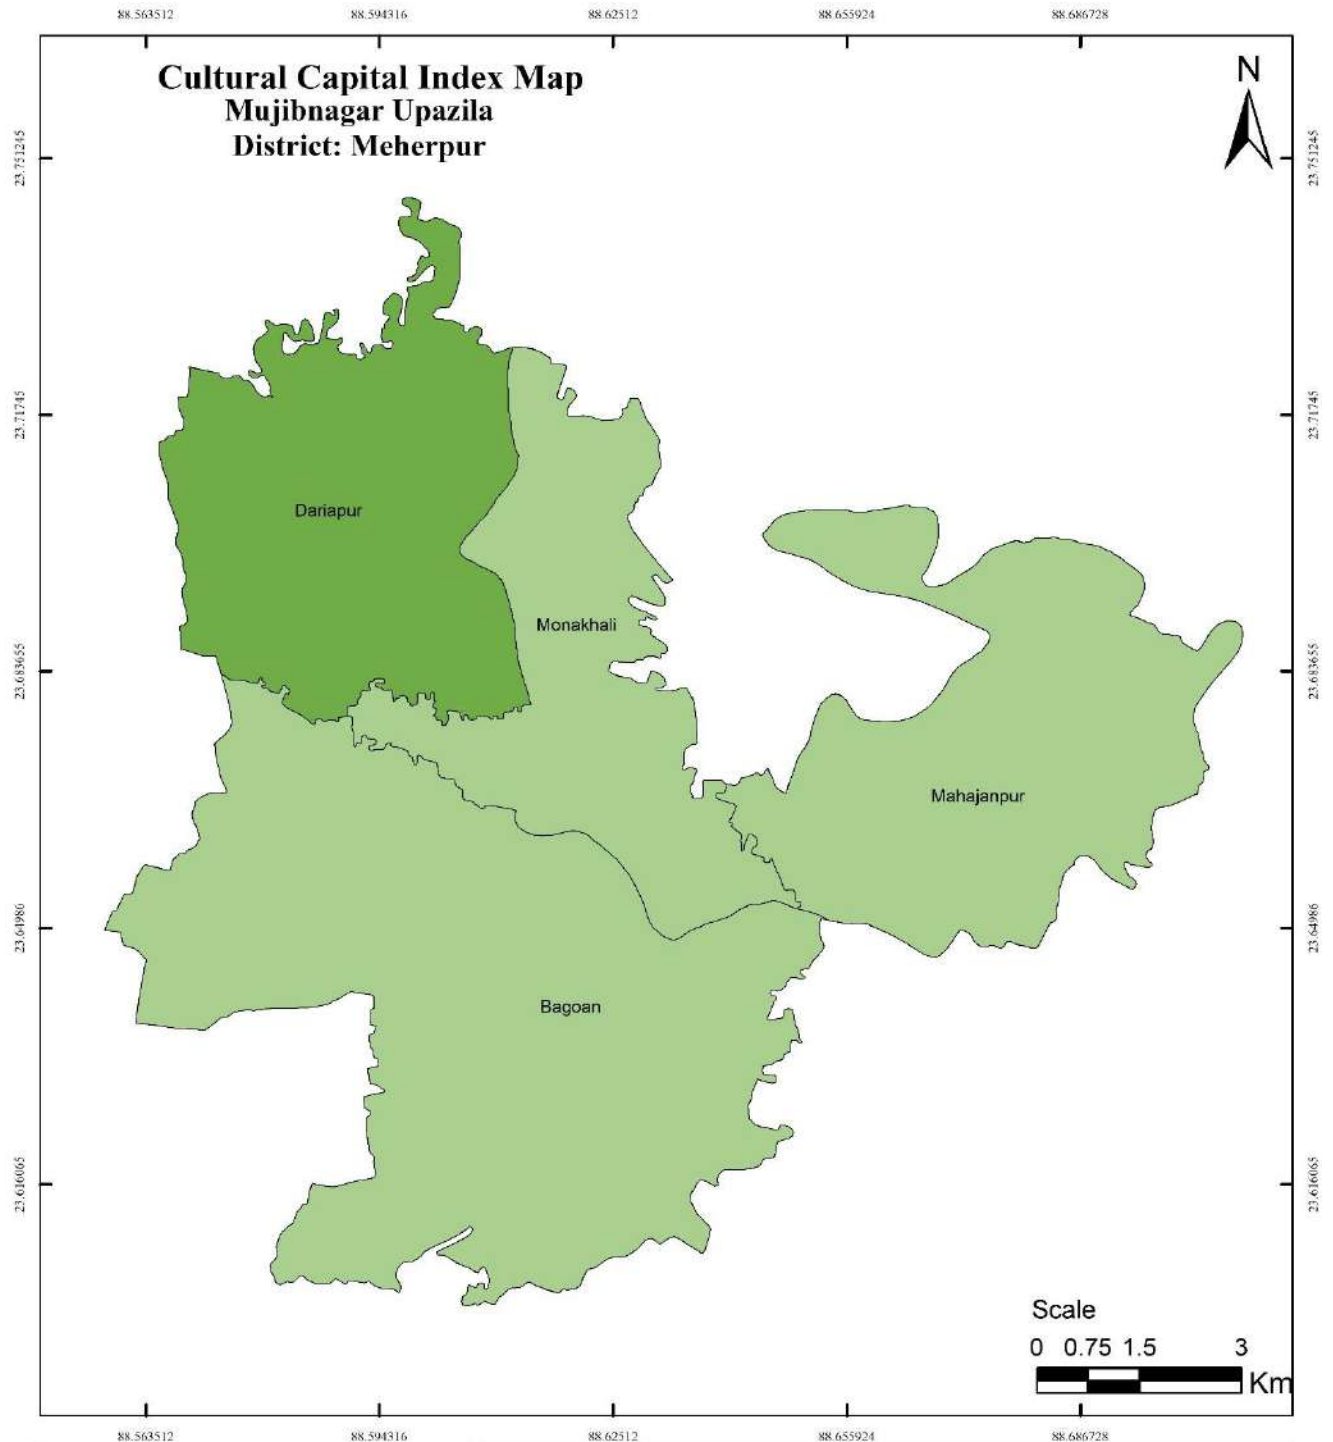 88.563512 88.594316 88.62512 88.655924 88.686728
Cultural Capital Index Map
Mujibnagar Upazila
District: Meherpur
N
23.751245 23.751245
23.71745 23.71745
Dariapur
Monakhali
23.683655 23.683655
Mahajanpur
23.64986 23.64986
Bagoan
23.616065 23.616065
Scale
0 0.75 1.5 3
Km
88.563512 88.594316 88.62512 88.655924 88.686728